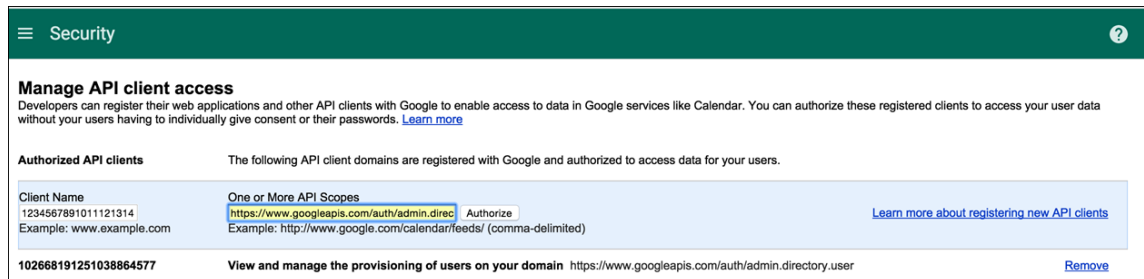 Security
Manage API client access
Developers can register their web applications and other API clients with Google to enable access to data in Google services like Calendar. You can authorize these registered clients to access your user data
without your users having to individually give consent or their passwords. Learn more
Authorized API clients The following API client domains are registered with Google and authorized to access data for your users.
Client Name One or More API Scopes
1234567891011121314 https://www.googleapis.com/auth/admin.direc Authorize Learn more about registering new API clients
Example: www.example.com Example: http://www.google.com/calendar/feeds/ (comma-delimited)
102668191251038864577 View and manage the provisioning of users on your domain https://www.googleapis.com/auth/admin.directory.user Remove